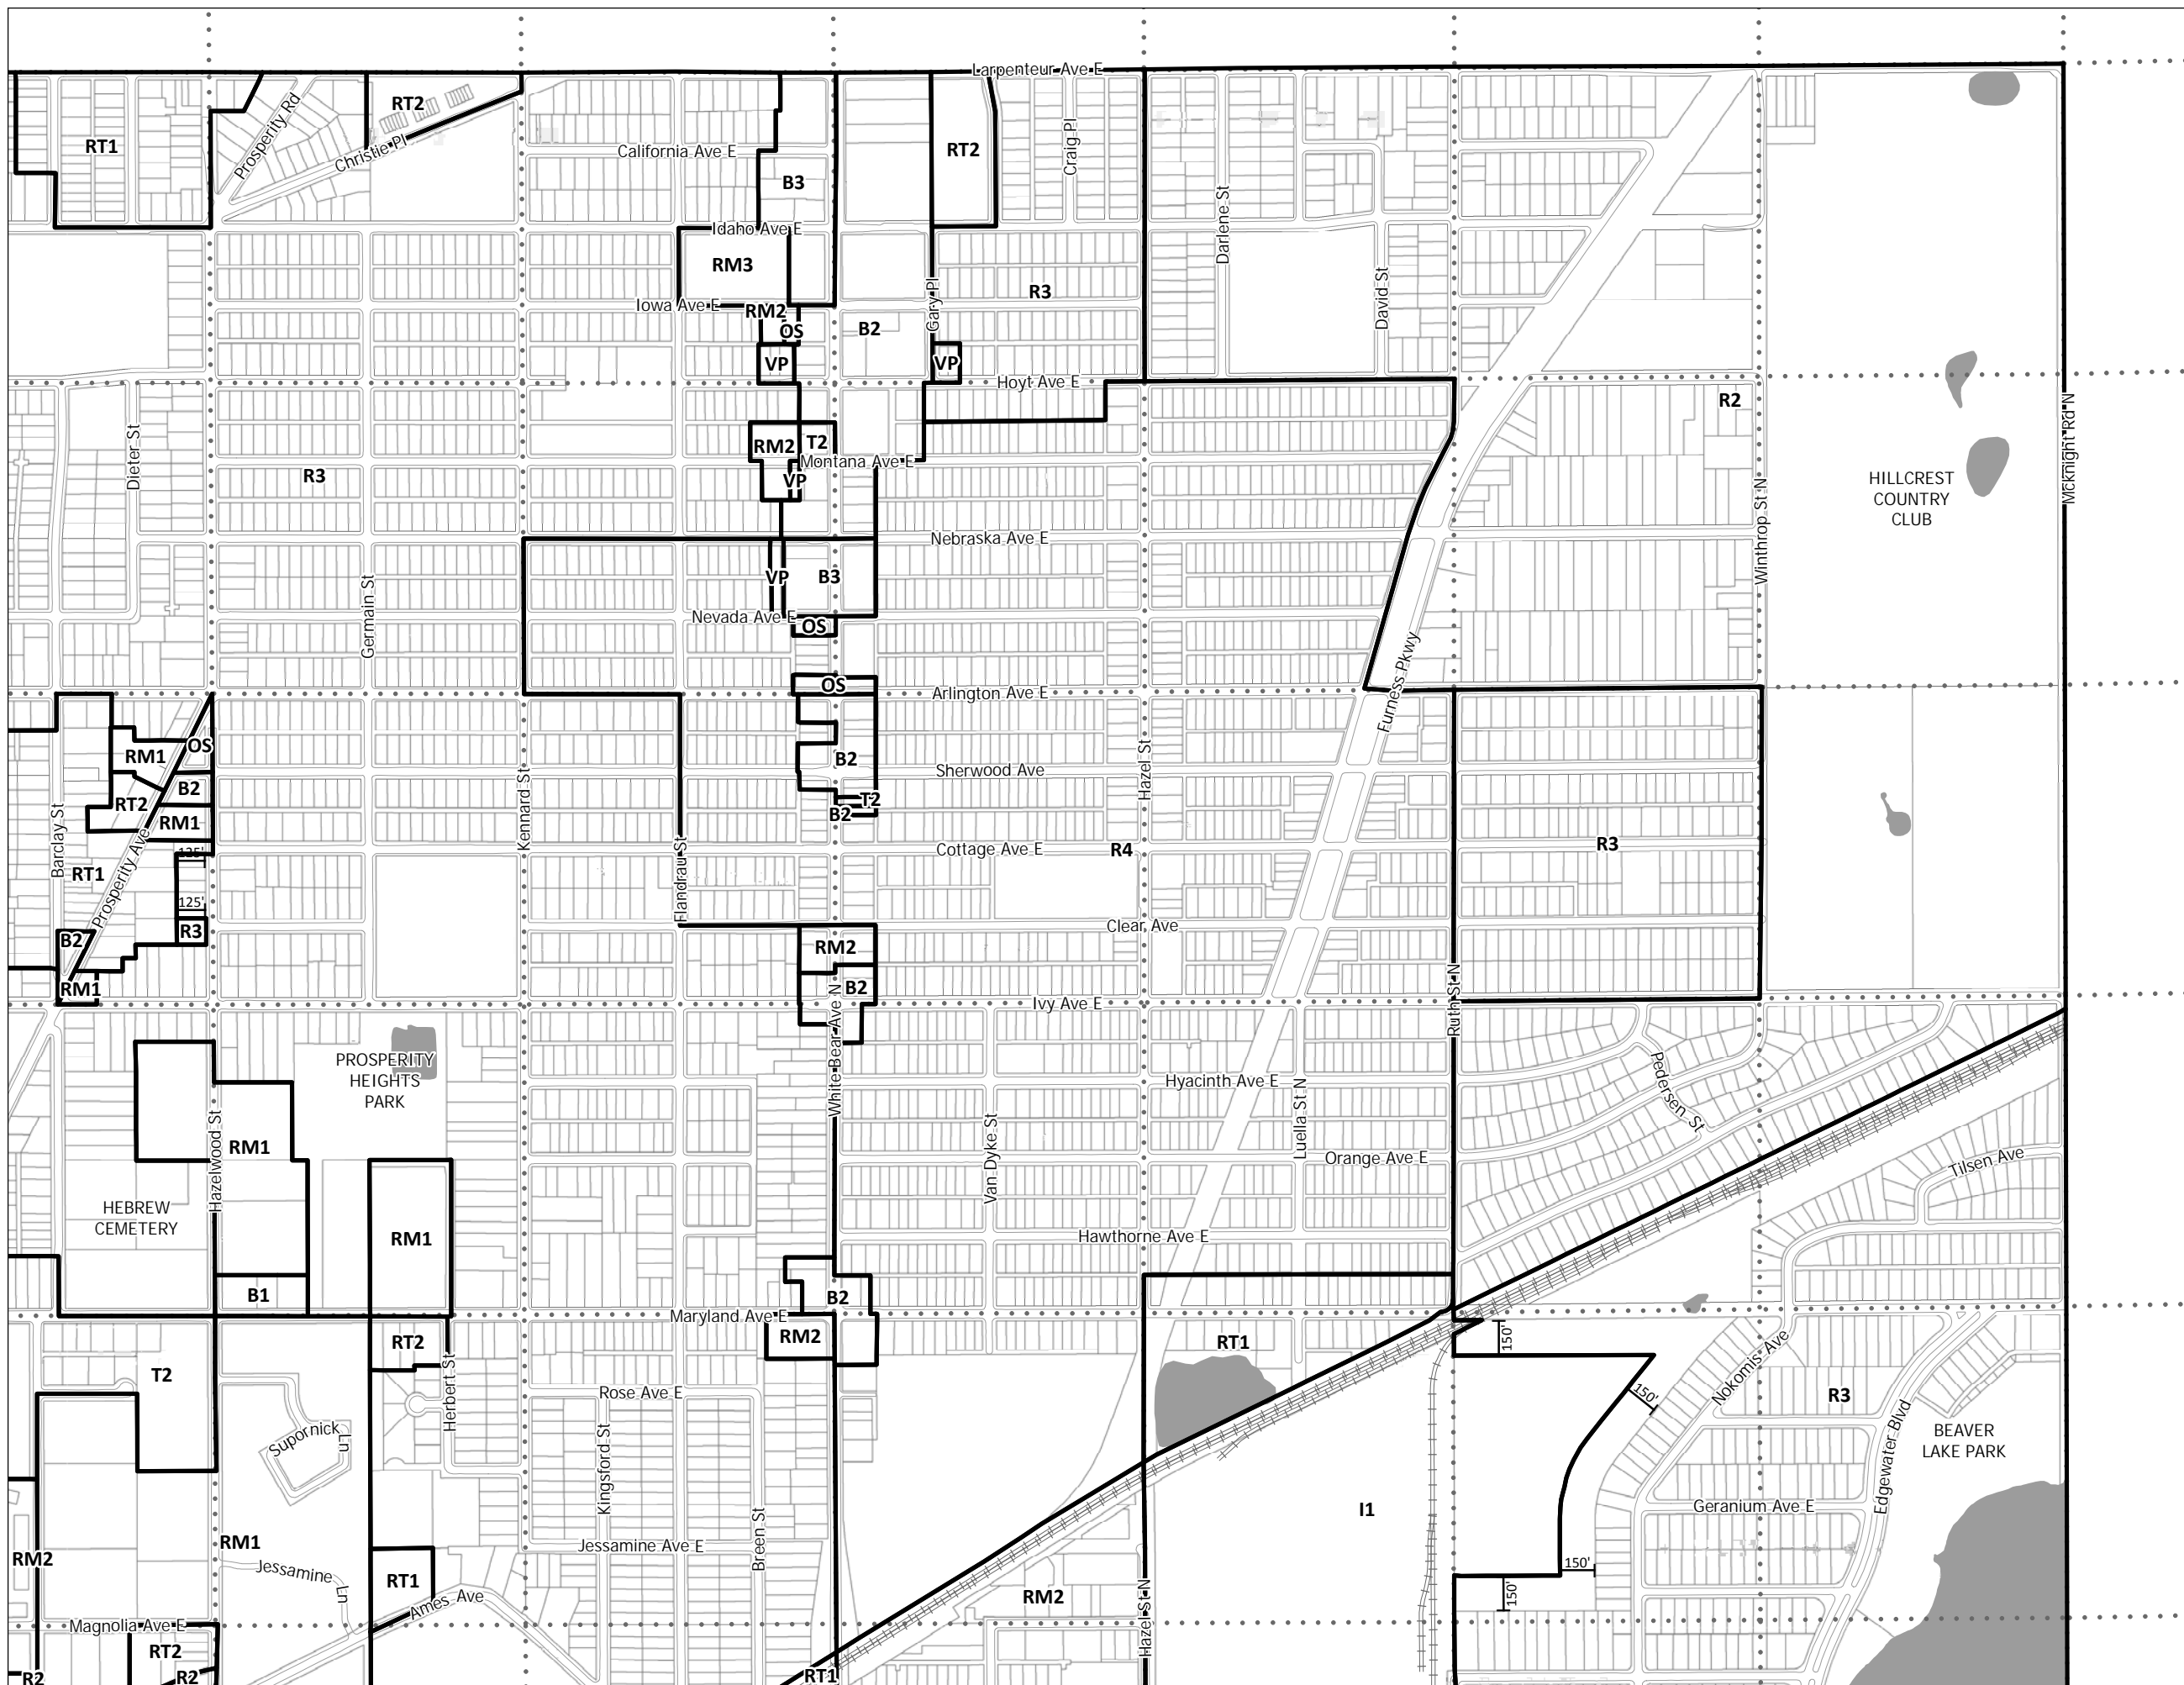 Larpenteur Ave E
RT2
RT1
Prosperity Rd
Christie Pl
California Ave E
B3
RT2
Craig Pl
Darlene St
Idaho Ave E
RM3
Iowa Ave E
RM2
OS
VP
B2
Gary Pl
R3
VP
David St
Hoyt Ave E
R2
Mcknight Rd N
Dieter St
R3
RM2
T2
Montana Ave E
VP
HILLCREST
COUNTRY
CLUB
Winthrop St N
Nebraska Ave E
Germain St
VP
B3
Nevada Ave E
OS
Furness Pkwy
OS
Arlington Ave E
RM1
OS
B2
RT2
RM1
Barclay St
Prosperity Ave
125'
RT1
125'
R3
B2
RM1
Kennard St
Flandrau St
B2
Sherwood Ave
T2
B2
Cottage Ave E
R4
Hazel St
R3
Clear Ave
RM2
B2
White Bear Ave N
Ivy Ave E
Ruth St N
PROSPERITY
HEIGHTS
PARK
Hyacinth Ave E
Luella St N
Pedersen St
Hazelwood St
RM1
Van Dyke St
Orange Ave E
Tilsen Ave
HEBREW
CEMETERY
RM1
Hawthorne Ave E
B1
B2
Maryland Ave E
RM2
RT2
RT1
150'
Nokomis Ave
T2
Herbert St
Rose Ave E
150'
R3
Edgewater Blvd
BEAVER
LAKE PARK
Supornick
Ln
Kingsford St
Breen St
I1
Geranium Ave E
RM1
RM2
Jessamine
Ln
Jessamine Ave E
RT1
Ames Ave
RM2
Hazel St N
150'
150'
Magnolia Ave E
RT2
R2
R2
RT1